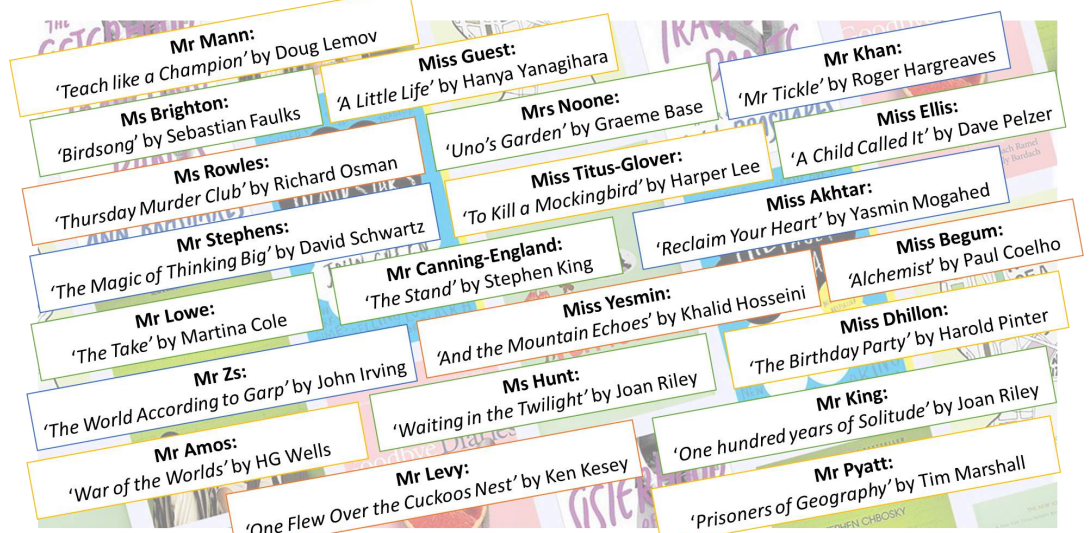 Mr Mann:
'Teach like a Champion' by Doug Lemov
Miss Guest:
'A Little Life' by Hanya Yanagihara
Mr Khan:
'Mr Tickle' by Roger Hargreaves
Ms Brighton:
'Birdsong' by Sebastian Faulks
Mrs Noone:
'Uno's Garden' by Graeme Base
Miss Ellis:
'A Child Called It' by Dave Pelzer
Ms Rowles:
'Thursday Murder Club' by Richard Osman
Miss Titus-Glover:
'To Kill a Mockingbird' by Harper Lee
Miss Akhtar:
'Reclaim Your Heart' by Yasmin Mogahed
Mr Stephens:
'The Magic of Thinking Big' by David Schwartz
Mr Canning-England:
'The Stand' by Stephen King
Miss Begum:
'Alchemist' by Paul Coelho
Mr Lowe:
'The Take' by Martina Cole
Miss Yesmin:
'And the Mountain Echoes' by Khalid Hosseini
Miss Dhillon:
'The Birthday Party' by Harold Pinter
Mr Zs:
'The World According to Garp' by John Irving
Ms Hunt:
'Waiting in the Twilight' by Joan Riley
Mr King:
'One hundred years of Solitude' by Joan Riley
Mr Amos:
'War of the Worlds' by HG Wells
Mr Levy:
'One Flew Over the Cuckoos Nest' by Ken Kesey
Mr Pyatt:
'Prisoners of Geography' by Tim Marshall
STEPHEN CHBOSKY